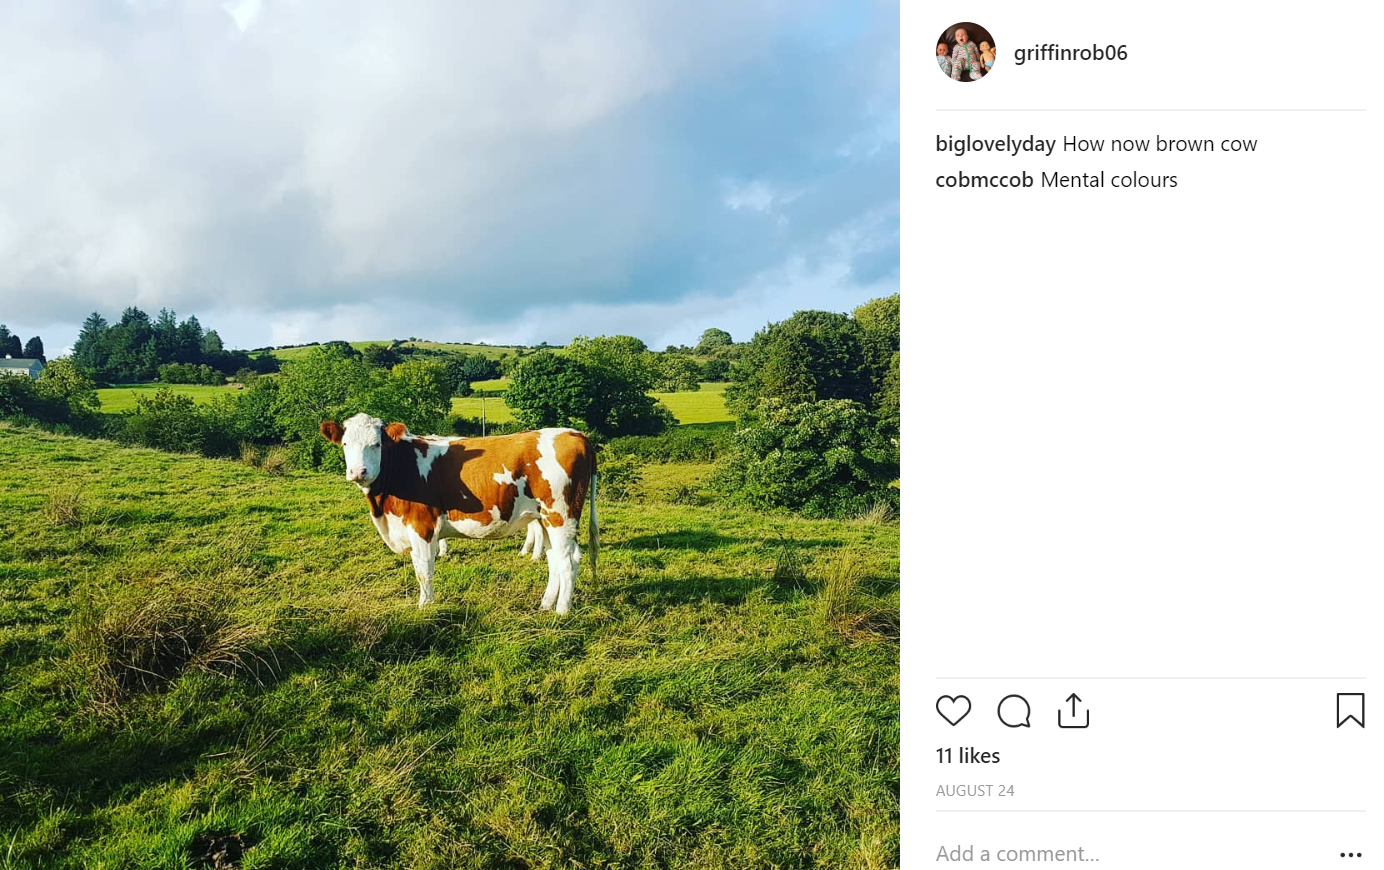 griffinrob06
biglovelyday How now brown cow
cobmccob Mental colours
11 likes
AUGUST 24
Add a comment...